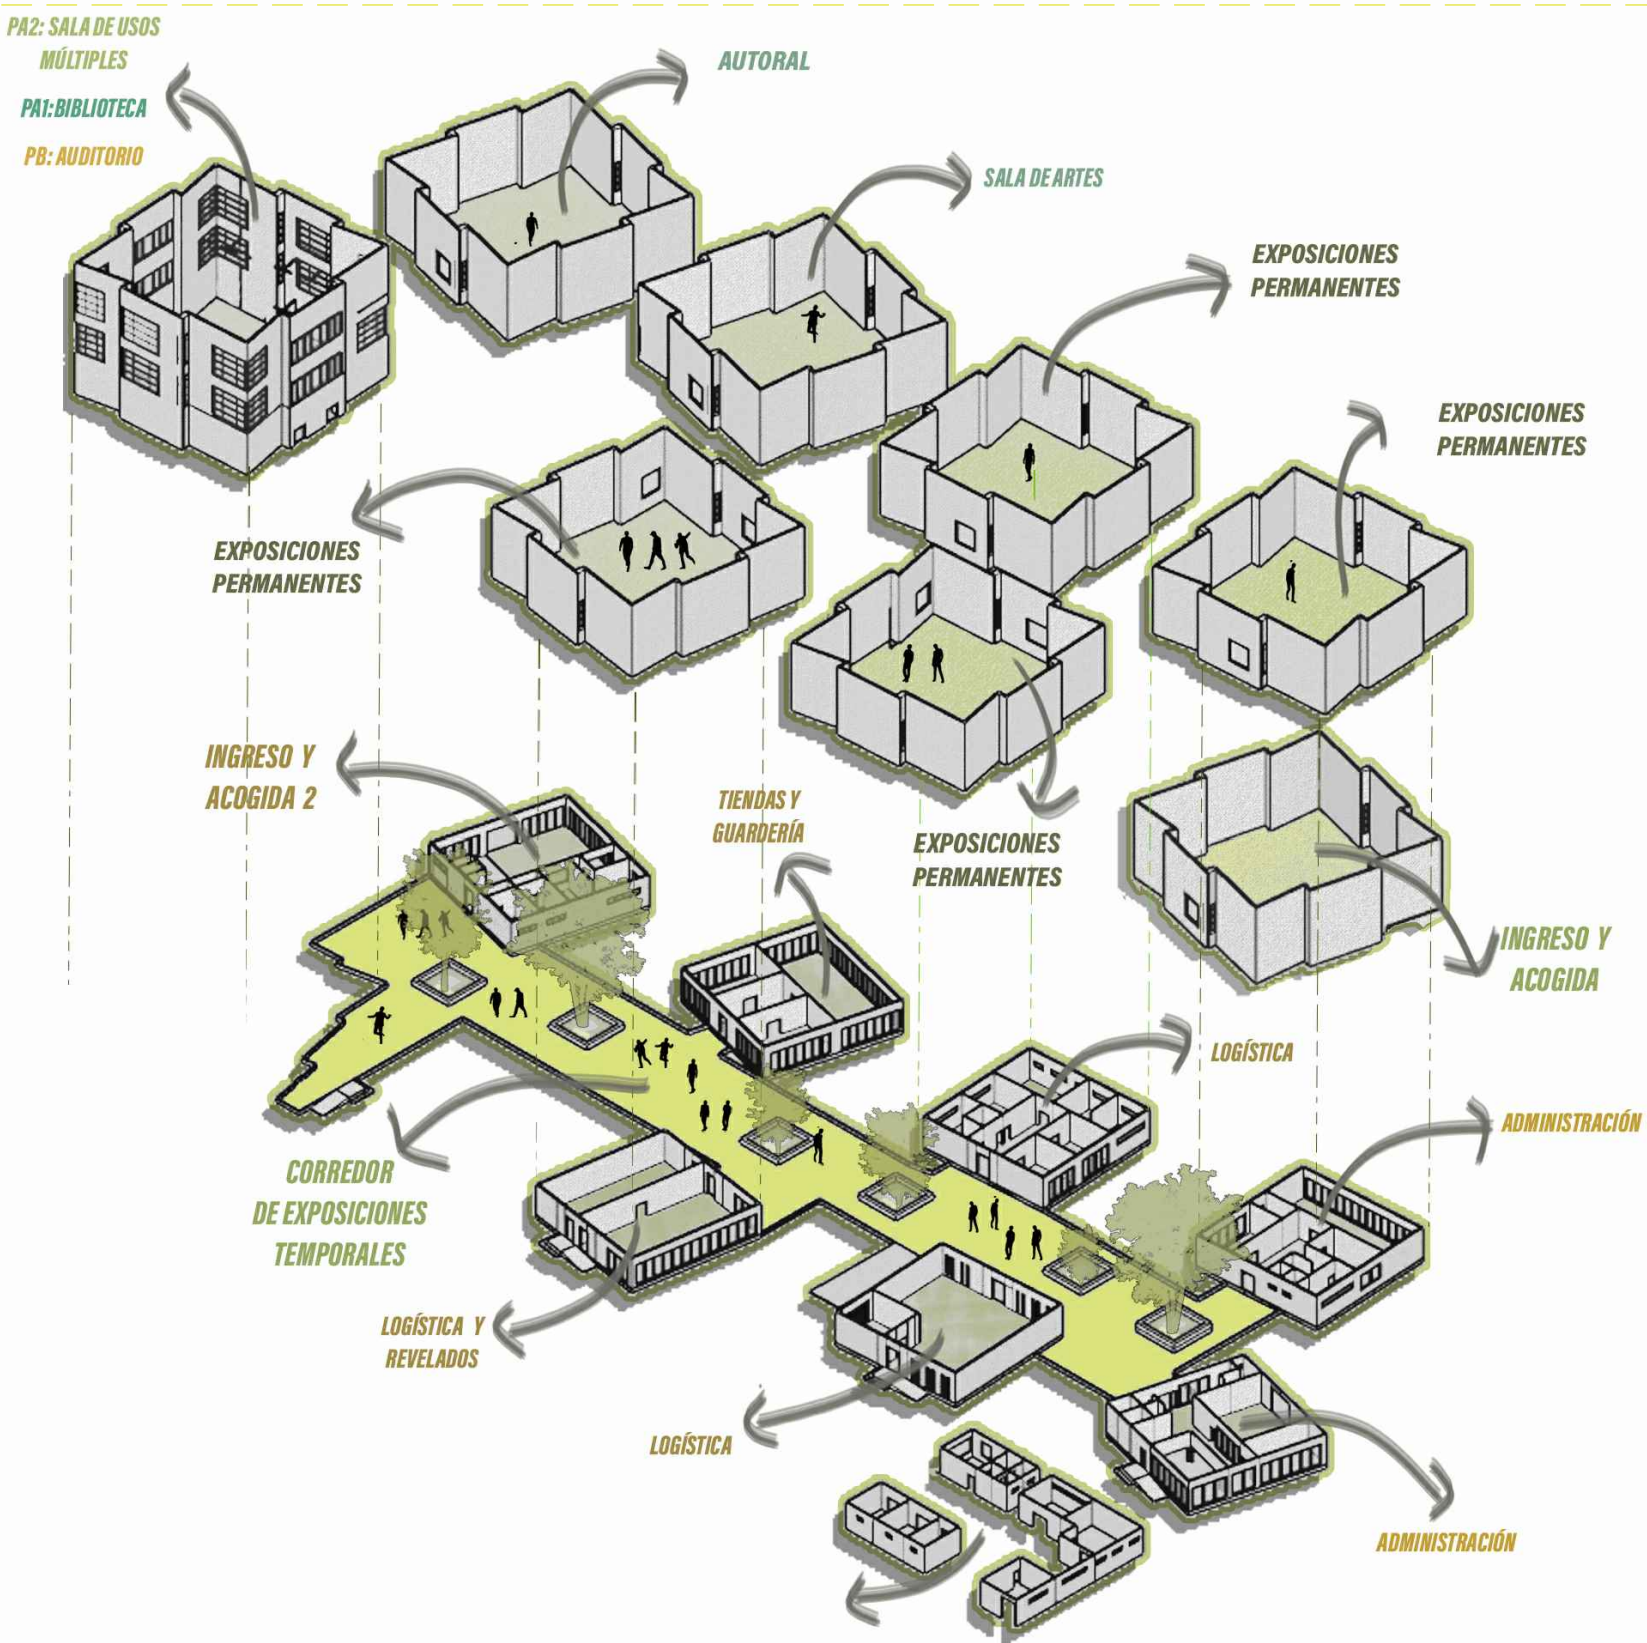 PA2: SALA DE USOS
MÚLTIPLES
PA1:BIBLIOTECA
PB: AUDITORIO
AUTORAL
SALA DE ARTES
EXPOSICIONES
PERMANENTES
EXPOSICIONES
PERMANENTES
EXPOSICIONES
PERMANENTES
INGRESO Y
ACOGIDA 2
TIENDAS Y
GUARDERÍA
EXPOSICIONES
PERMANENTES
INGRESO Y
ACOGIDA
LOGÍSTICA
ADMINISTRACIÓN
CORREDOR
DE EXPOSICIONES
TEMPORALES
LOGÍSTICA Y
REVELADOS
LOGÍSTICA
ADMINISTRACIÓN